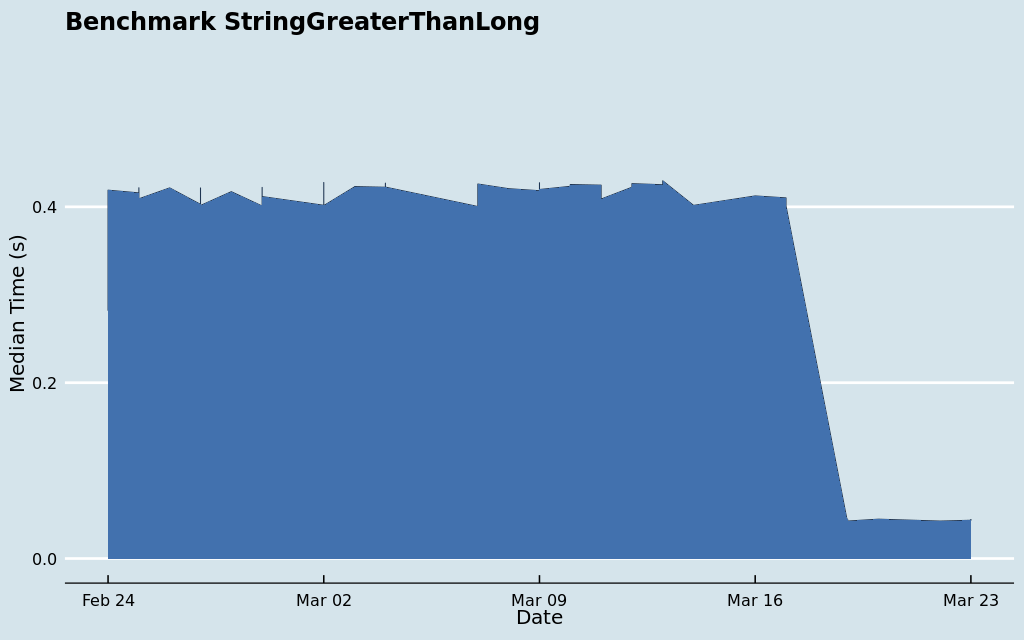 Benchmark StringGreaterThanLong
Median Time (s)
0.4
0.2
0.0
Feb 24 Mar 02 Mar 09 Mar 16 Mar 23
Date